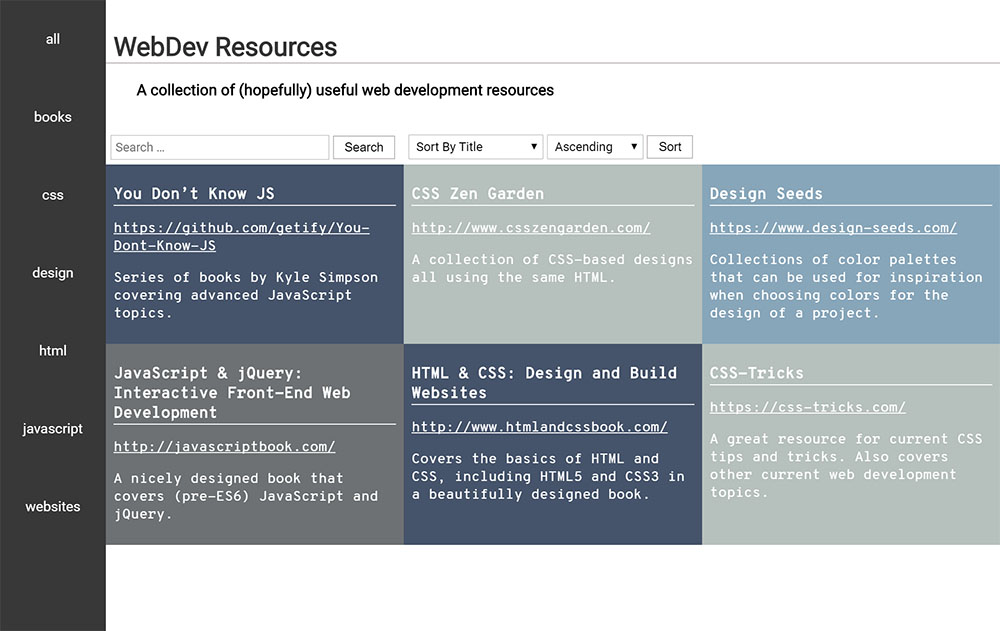 all
books
css
design
html
javascript
websites
WebDev Resources
A collection of (hopefully) useful web development resources
Search …
Search
Sort By Title
Ascending
Sort
You Don’t Know JS
https://github.com/getify/You-
Dont-Know-JS
Series of books by Kyle Simpson
covering advanced JavaScript
topics.
CSS Zen Garden
http://www.csszengarden.com/
A collection of CSS-based designs
all using the same HTML.
Design Seeds
https://www.design-seeds.com/
Collections of color palettes
that can be used for inspiration
when choosing colors for the
design of a project.
JavaScript & jQuery:
Interactive Front-End Web
Development
http://javascriptbook.com/
A nicely designed book that
covers (pre-ES6) JavaScript and
jQuery.
HTML & CSS: Design and Build
Websites
http://www.htmlandcssbook.com/
Covers the basics of HTML and
CSS, including HTML5 and CSS3 in
a beautifully designed book.
CSS-Tricks
https://css-tricks.com/
A great resource for current CSS
tips and tricks. Also covers
other current web development
topics.